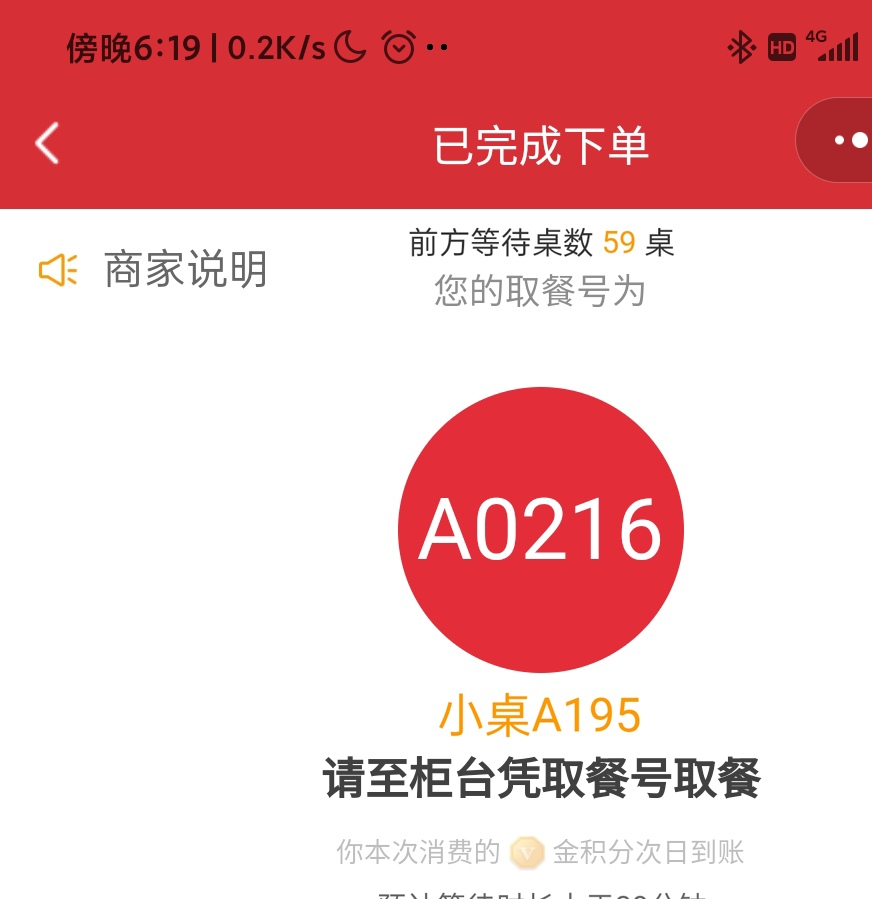 傍晚6:19 | 0.2K/s
HD 4G
已完成下单
商家说明
前方等待桌数 59 桌
您的取餐号为
A0216
小桌A195
请至柜台凭取餐号取餐
你本次消费的 V 金积分次日到账